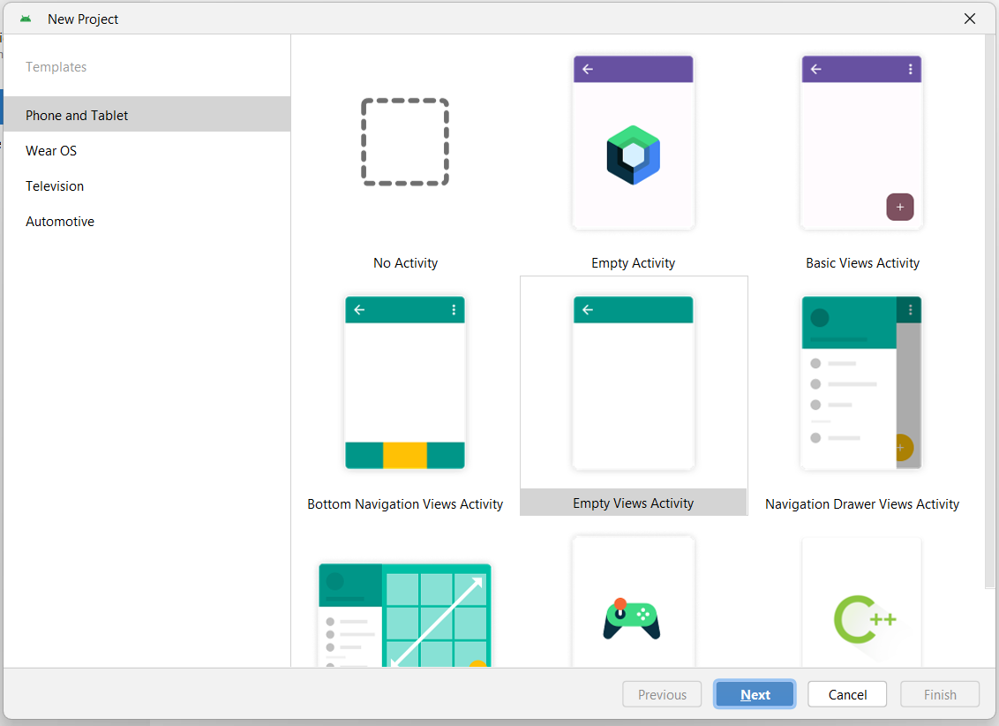 New Project
Templates
Phone and Tablet
Wear OS
Television
Automotive
No Activity
Empty Activity
Basic Views Activity
Bottom Navigation Views Activity
Empty Views Activity
Navigation Drawer Views Activity
C++
Previous
Next
Cancel
Finish